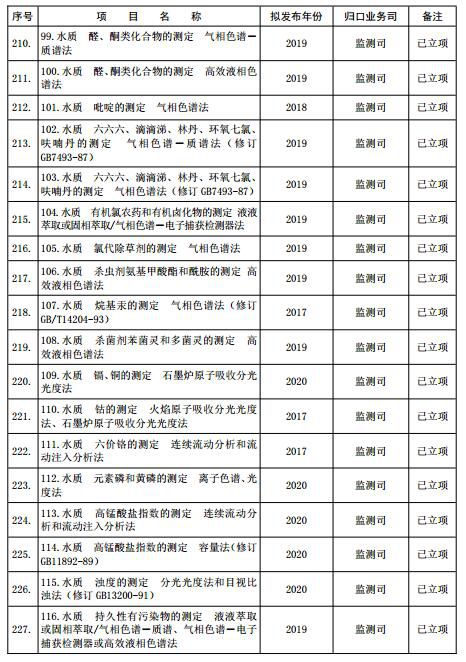 序号 项 目 名 称 拟发布年份 归口业务司 备注
210. 99.水质 醛、酮类化合物的测定 气相色谱—
质谱法 2019 监测司 已立项
211. 100.水质 醛、酮类化合物的测定 高效液相色
谱法 2019 监测司 已立项
212. 101.水质 吡啶的测定 气相色谱法 2018 监测司 已立项
213. 102.水质 六六六、滴滴涕、林丹、环氧七氯、
呋喃丹的测定 气相色谱—质谱法（修订
GB7493-87） 2019 监测司 已立项
214. 103.水质 六六六、滴滴涕、林丹、环氧七氯、
呋喃丹的测定 气相色谱法（修订 GB7493-87） 2019 监测司 已立项
215. 104.水质 有机氯农药和有机卤化物的测定 液液
萃取或固相萃取/气相色谱—电子捕获检测器法 2019 监测司 已立项
216. 105.水质 氯代除草剂的测定 气相色谱法 2019 监测司 已立项
217. 106.水质 杀虫剂氨基甲酸酯和酰胺的测定 高
效液相色谱法 2019 监测司 已立项
218. 107.水质 烷基汞的测定 气相色谱法（修订
GB/T14204-93） 2017 监测司 已立项
219. 108.水质 杀菌剂苯菌灵和多菌灵的测定 高
效液相色谱法 2019 监测司 已立项
220. 109.水质 镉、铜的测定 石墨炉原子吸收分光
光度法 2020 监测司 已立项
221. 110.水质 钴的测定 火焰原子吸收分光光度
法、石墨炉原子吸收分光光度法 2017 监测司 已立项
222. 111.水质 六价铬的测定 连续流动分析和流
动注入分析法 2017 监测司 已立项
223. 112.水质 元素磷和黄磷的测定 离子色谱、光
度法 2020 监测司 已立项
224. 113.水质 高锰酸盐指数的测定 连续流动分
析和流动注入分析法 2020 监测司 已立项
225. 114.水质 高锰酸盐指数的测定 容量法（修订
GB11892-89） 2020 监测司 已立项
226. 115.水质 浊度的测定 分光光度法和目视比
浊法（修订 GB13200-91） 2020 监测司 已立项
227. 116.水质 持久性有污染物的测定 液液萃取
或固相萃取/气相色谱—质谱、气相色谱—电子
捕获检测器或高效液相色谱法 2019 监测司 已立项